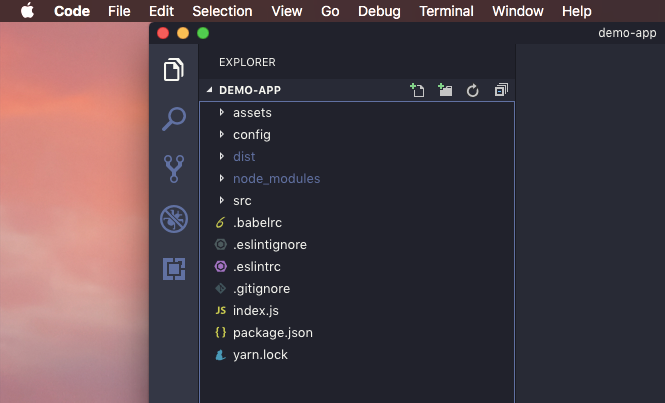 Code File Edit Selection View Go Debug Terminal Window Help
demo-app
EXPLORER
DEMO-APP
assets
config
dist
node_modules
src
.babelrc
.eslintignore
.eslintrc
.gitignore
JS index.js
{ } package.json
yarn.lock